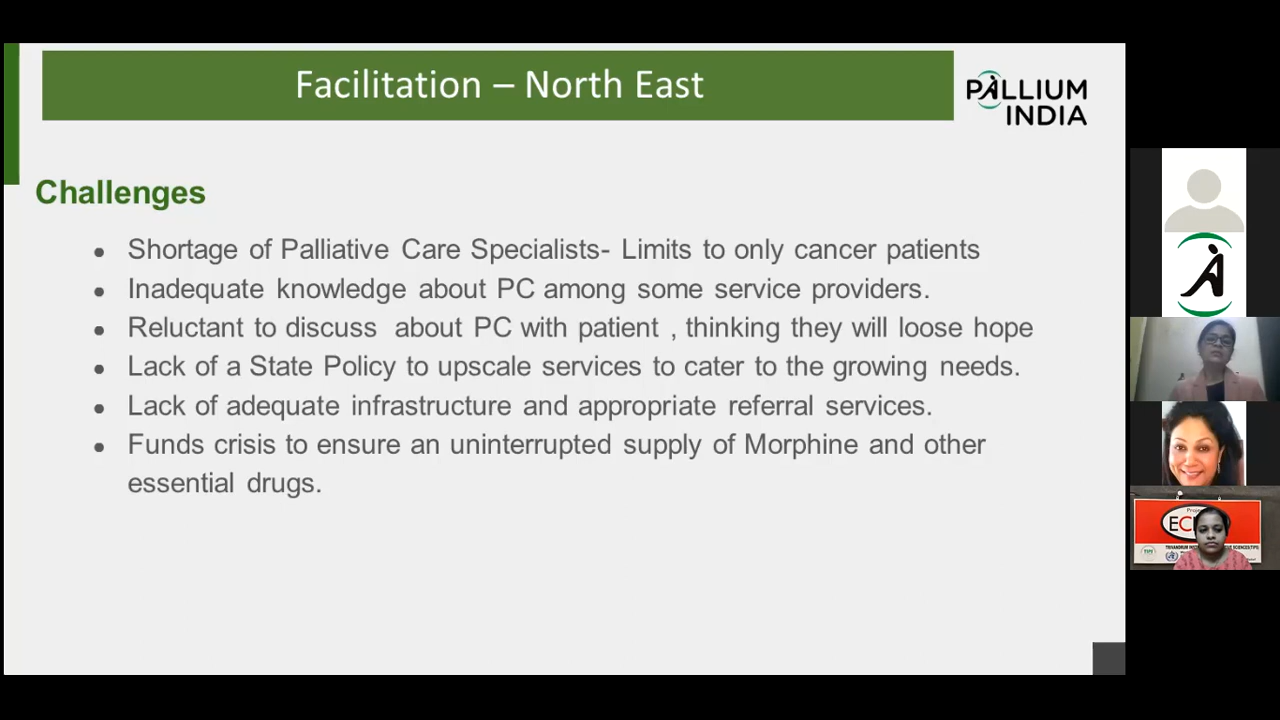 Facilitation – North East
PALLIUM
INDIA
Challenges
• Shortage of Palliative Care Specialists- Limits to only cancer patients
• Inadequate knowledge about PC among some service providers.
• Reluctant to discuss about PC with patient , thinking they will loose hope
• Lack of a State Policy to upscale services to cater to the growing needs.
• Lack of adequate infrastructure and appropriate referral services.
• Funds crisis to ensure an uninterrupted supply of Morphine and other
essential drugs.